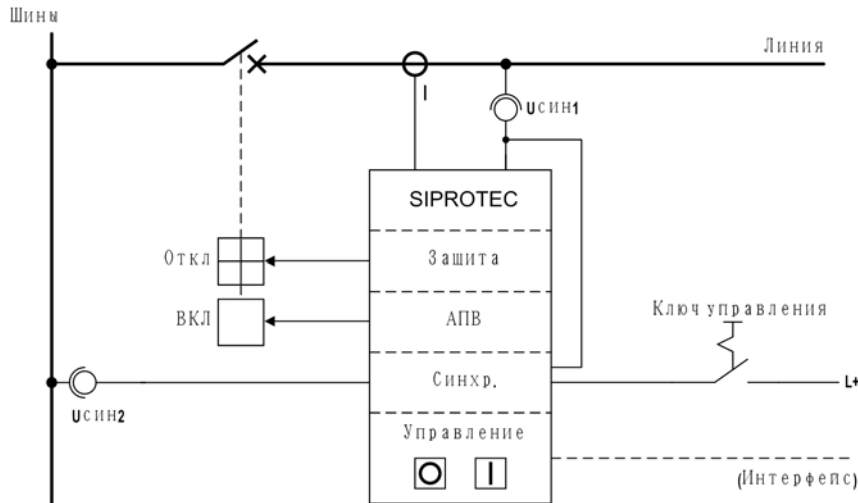 Шины
Линия
I
Uсин1
SIPROTEC
Откл
Защита
Ключ управления
ВКЛ
АПВ
Синхр.
L+
Uсин2
Управление
(Интерфейс)